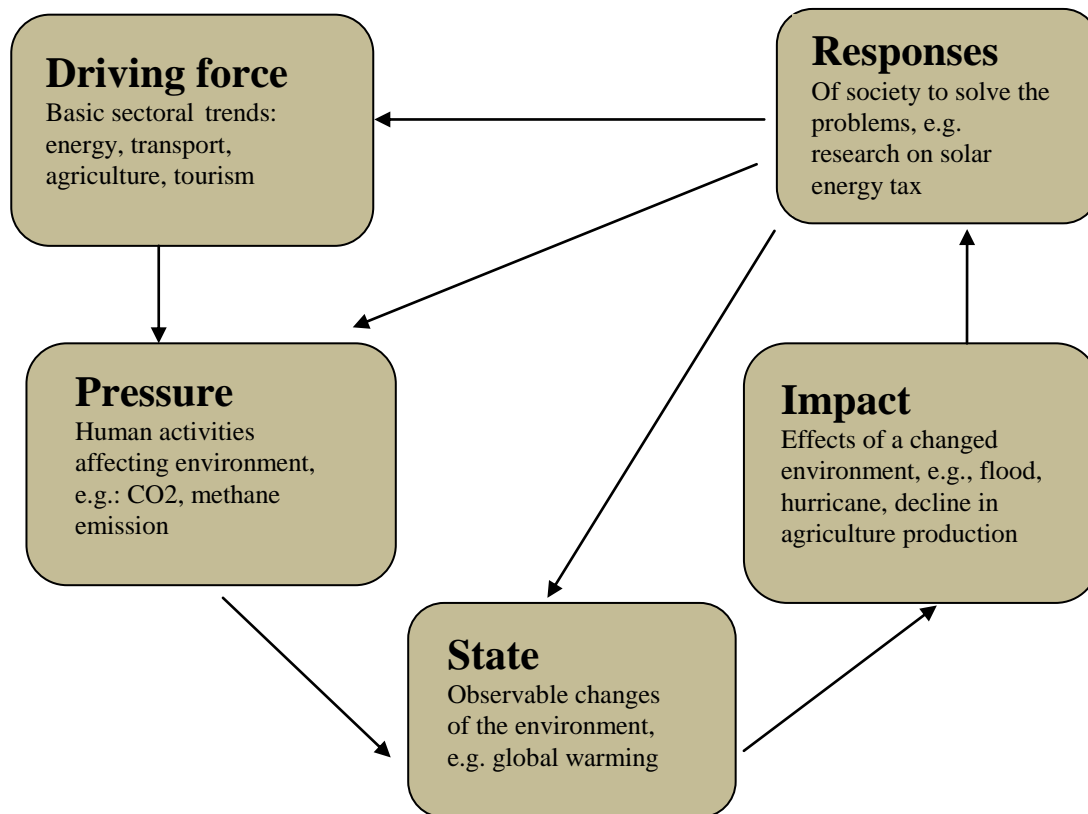 Driving force
Basic sectoral trends:
energy, transport,
agriculture, tourism
Responses
Of society to solve the
problems, e.g.
research on solar
energy tax
Pressure
Human activities
affecting environment,
e.g.: CO2, methane
emission
Impact
Effects of a changed
environment, e.g., flood,
hurricane, decline in
agriculture production
State
Observable changes
of the environment,
e.g. global warming